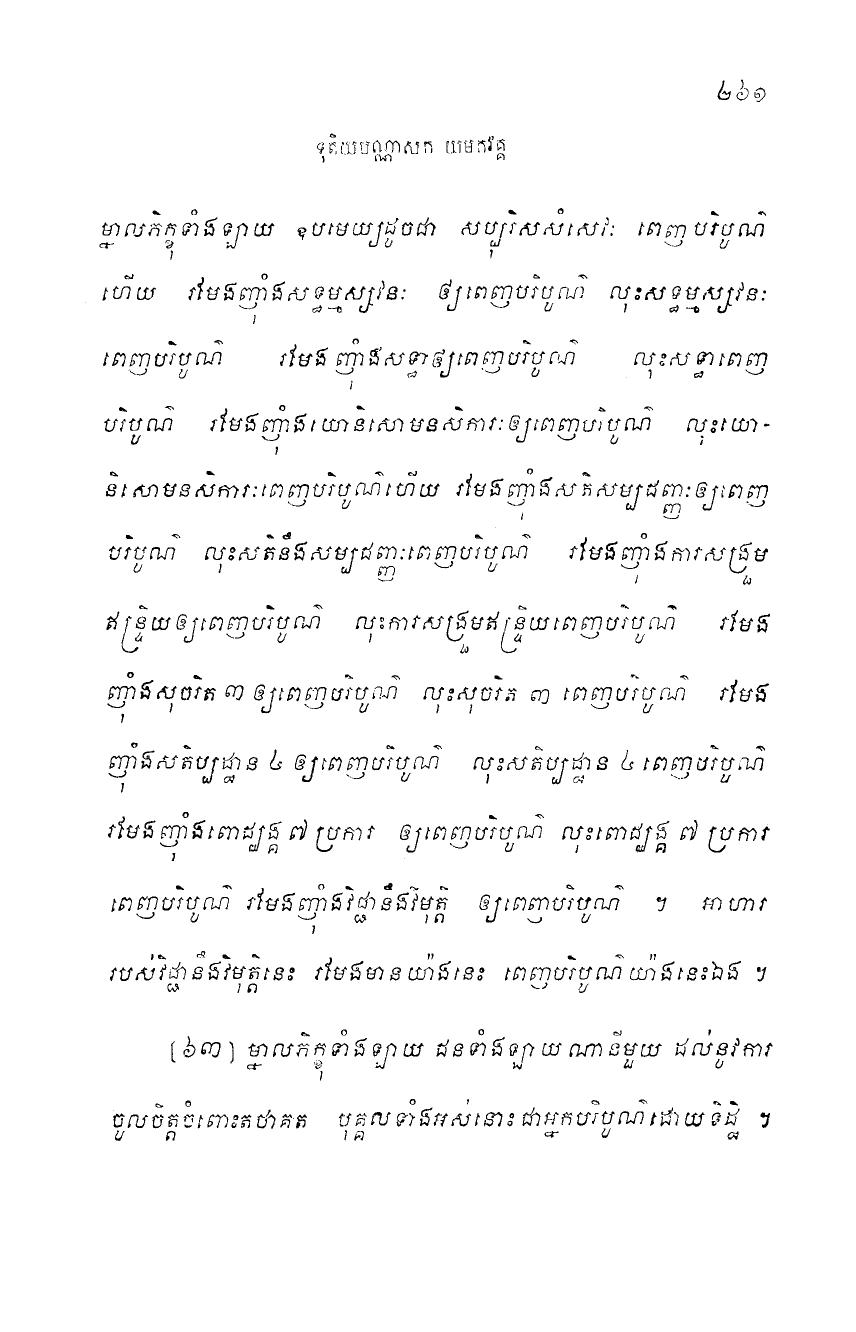 ២៦១
ទុតិយបណ្ណាសក យមកវគ្គ
ម្នាលភិក្ខុទាំងឡាយ ឧបមេយ្យដូចជា សប្បុរិសសំសេវៈ ពេញបរិបូណ៌
ហើយ រមែងញុំាងសទ្ធម្មស្សវនៈ ឲ្យពេញបរិបូណ៌ លុះសទ្ធម្មស្សវនៈ
ពេញបរិបូណ៌ រមែងញុំាងសទ្ធាឲ្យពេញបរិបូណ៌ លុះសទ្ធាពេញ
បរិបូណ៌ រមែងញុំាងយោនិសោមនសិការៈឲ្យពេញបរិបូណ៌ លុះយោ-
និសោមនសិការៈពេញបរិបូណ៌ហើយ រមែងញុំាងសតិសម្បជញ្ញៈឲ្យពេញ
បរិបូណ៌ លុះសតិនឹងសម្បជញ្ញៈពេញបរិបូណ៌ រមែងញុំាងការសង្រួម
ឥន្ទ្រិយឲ្យពេញបរិបូណ៌ លុះការសង្រួមឥន្ទ្រិយពេញបរិបូណ៌ រមែង
ញុំាងសុចរិត ៣ ឲ្យពេញបរិបូណ៌ លុះសុចរិត ៣ ពេញបរិបូណ៌ រមែង
ញុំាងសតិប្បដ្ឋាន ៤ ឲ្យពេញបរិបូណ៌ លុះសតិប្បដ្ឋាន ៤ ពេញបរិបូណ៌
រមែងញុំាងពោជ្ឈង្គ ៧ ប្រការ ឲ្យពេញបរិបូណ៌ លុះពោជ្ឈង្គ ៧ ប្រការ
ពេញបរិបូណ៌ រមែងញុំាងវិជ្ជានឹងវិមុត្តិ ឲ្យពេញបរិបូណ៌ ។ អាហារ
របស់វិជ្ជានឹងវិមុត្តិនេះ រមែងមានយ៉ាងនេះ ពេញបរិបូណ៌យ៉ាងនេះឯង ។
[៦៣] ម្នាលភិក្ខុទាំងឡាយ ជនទាំងឡាយណានីមួយ ដល់នូវការ
ចូលចិត្តចំពោះតថាគត បុគ្គលទាំងអស់នោះជាអ្នកបរិបូណ៌ដោយទិដ្ឋិ ។